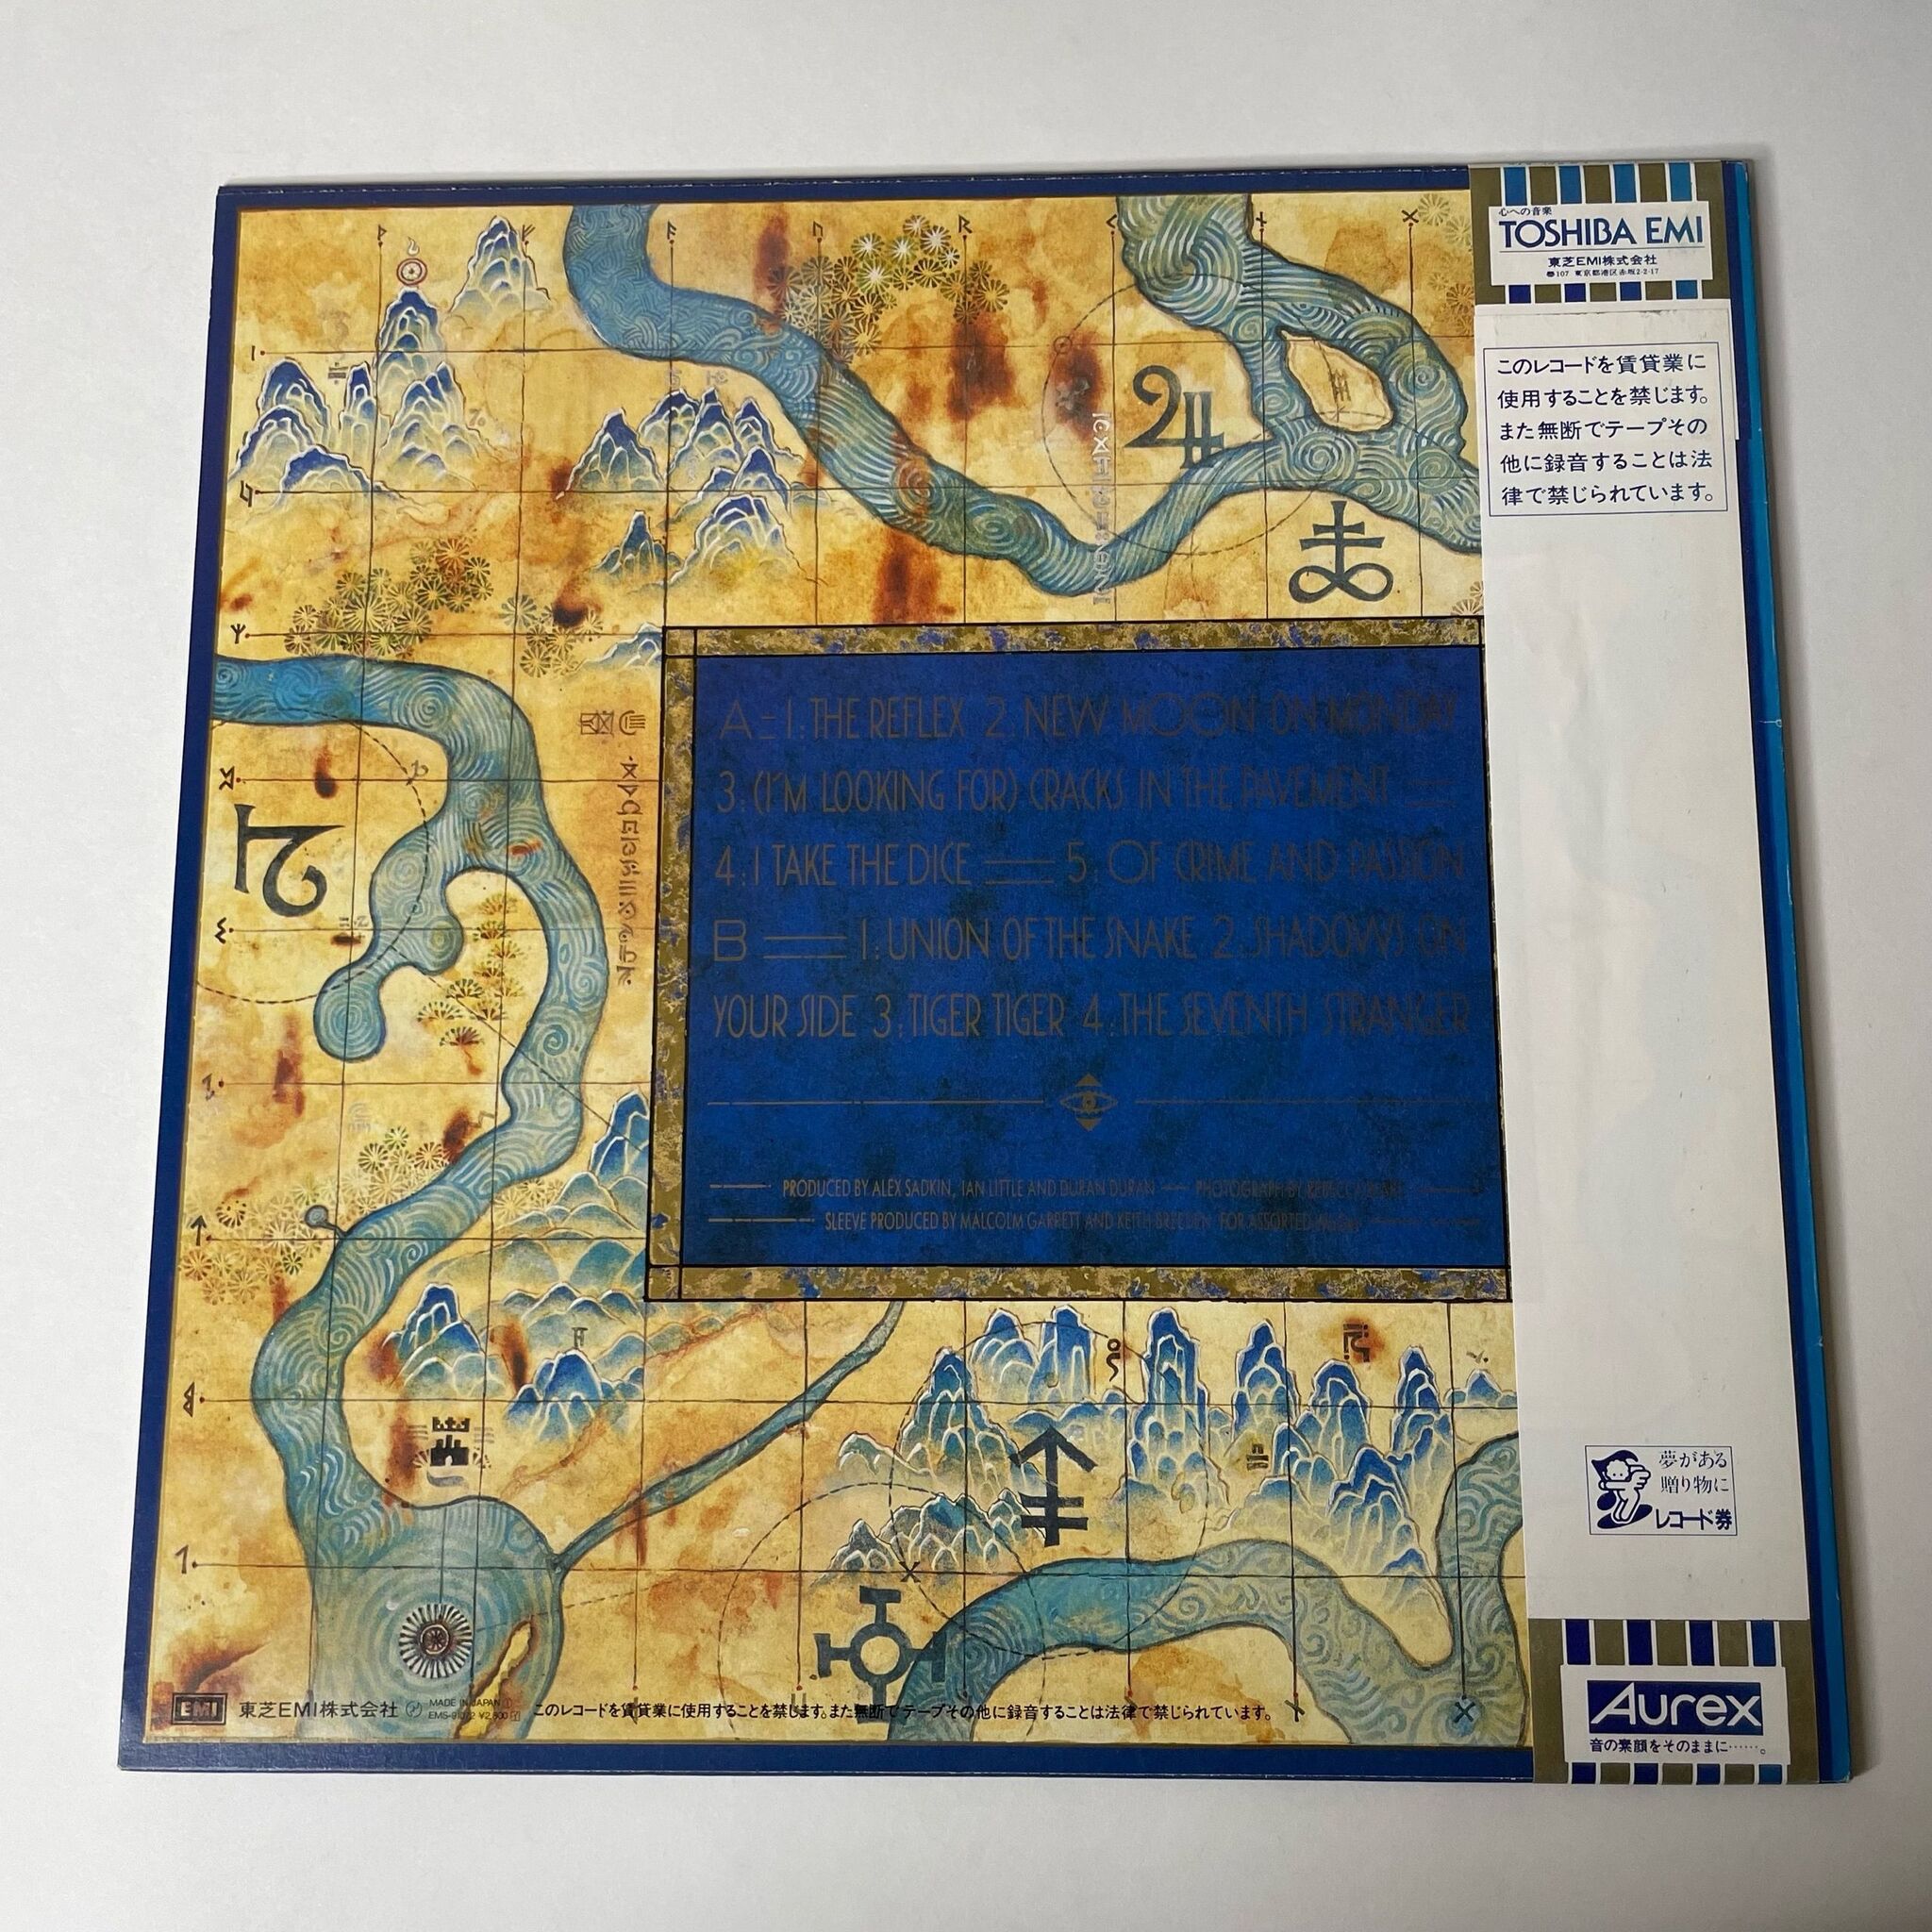 心への音楽
TOSHIBA EMI
東芝EMI株式会社
〠107 東京都港区赤坂2-2-17
このレコードを賃貸業に
使用することを禁じます。
また無断でテープその
他に録音することは法
律で禁じられています。
A-1: THE REFLEX 2: NEW MOON ON MONDAY
3: (I'M LOOKING FOR) CRACKS IN THE PAVEMENT
4: I TAKE THE DICE 5: OF CRIME AND PASSION
B 1: UNION OF THE SNAKE 2: SHADOWS ON
YOUR SIDE 3: TIGER TIGER 4: THE SEVENTH STRANGER
PRODUCED BY ALEX SADKIN, IAN LITTLE AND DURAN DURAN PHOTOGRAPH BY
SLEEVE PRODUCED BY MALCOLM GARRETT AND KEITH BREEDEN FOR ASSORTED
夢がある
贈り物に
レコード券
EMI 東芝EMI株式会社 Ⓟ MADE IN JAPAN
¥2,800
このレコードを賃貸業に使用することを禁じます。また無断でテープその他に録音することは法律で禁じられています。
Aurex
音の素顔をそのままに……。